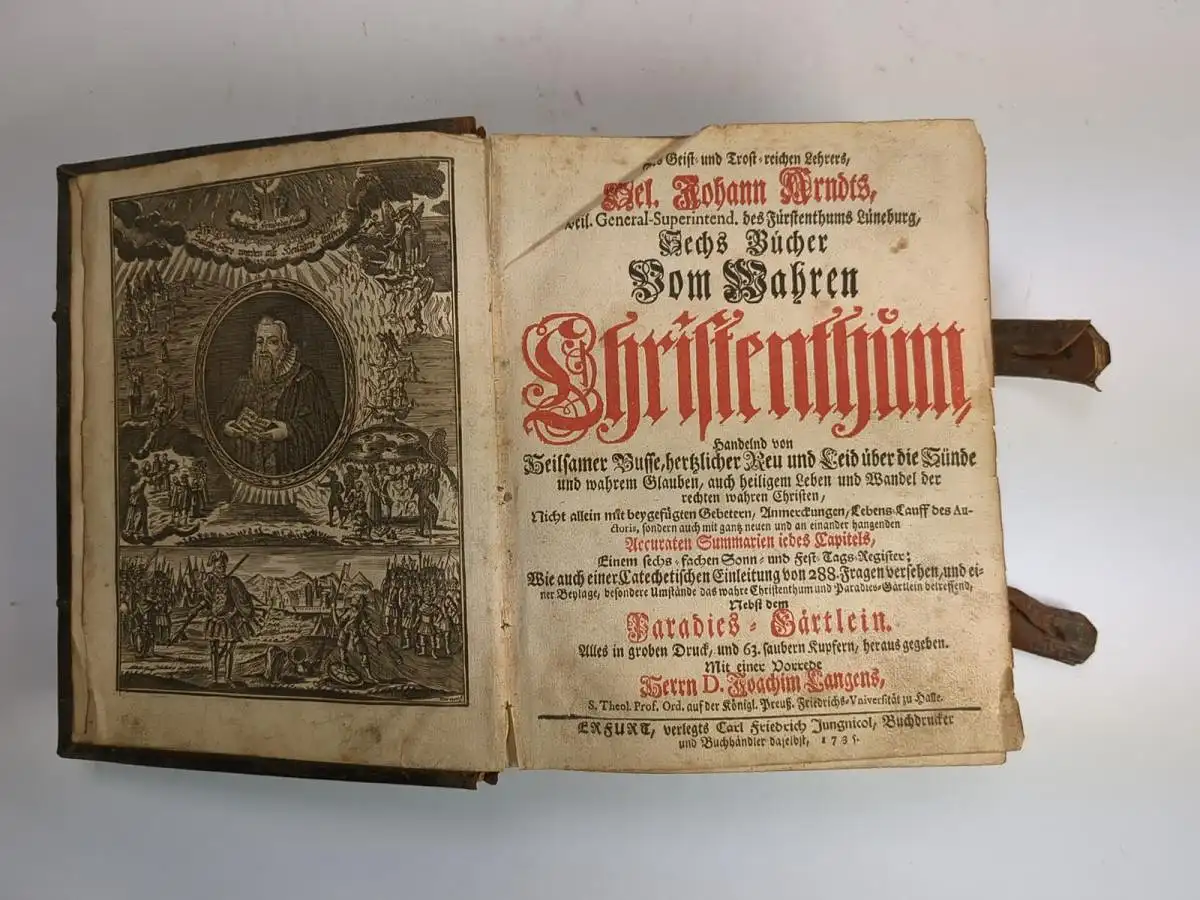 Geist- und Trost-reichen Lehrers,
Sel. Johann Arndts,
weil. General-Superintend. des Fürstenthums Lüneburg,
Sechs Bücher
Vom Wahren
Christenthum,
Handelnd von
Heilsamer Busse, hertzlicher Reu und Leid über die Sünde
und wahrem Glauben, auch heiligem Leben und Wandel der
rechten wahren Christen,
Nicht allein mit beygefügten Gebetern, Anmerckungen, Lebens-Lauff des Au-
ctoris, sondern auch mit gantz neuen und an einander hangenden
Accuraten Summarien iedes Capitels,
Einem sechs-fachen Sonn- und Fest-Tags-Register;
Wie auch einer Catechetischen Einleitung von 288. Fragen versehen, und ei-
ner Beylage, besondere Umstände das wahre Christenthum und Paradies-Gärtlein betreffend,
Nebst dem
Paradies-Gärtlein.
Alles in groben Druck, und 63. saubern Kupfern, heraus gegeben.
Mit einer Vorrede
Herrn D. Joachim Langens,
S. Theol. Prof. Ord. auf der Königl. Preuß. Friedrichs-Universität zu Halle.
ERFURT, verlegts Carl Friedrich Jungnicol, Buchdrucker
und Buchhändler daselbst, 1735.